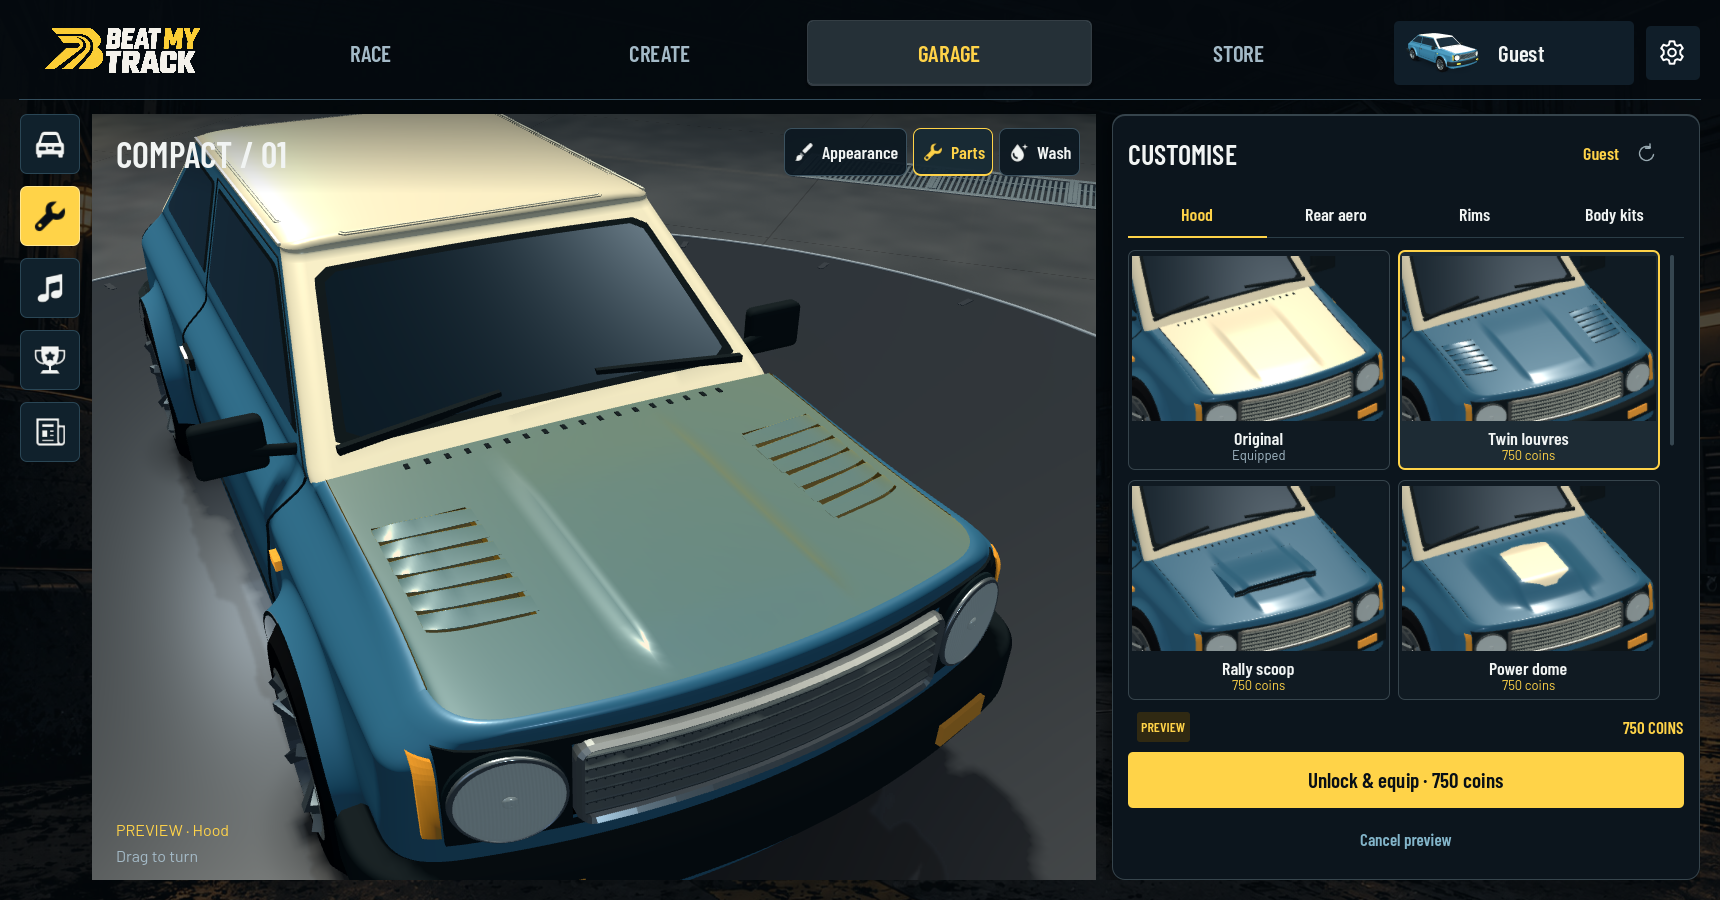 BEAT MY
TRACK
RACE
CREATE
GARAGE
STORE
Guest
COMPACT / 01
Appearance
Parts
Wash
CUSTOMISE
Guest
Hood
Rear aero
Rims
Body kits
Original
Equipped
Twin louvres
750 coins
Rally scoop
750 coins
Power dome
750 coins
PREVIEW
750 COINS
Unlock & equip · 750 coins
Cancel preview
PREVIEW · Hood
Drag to turn